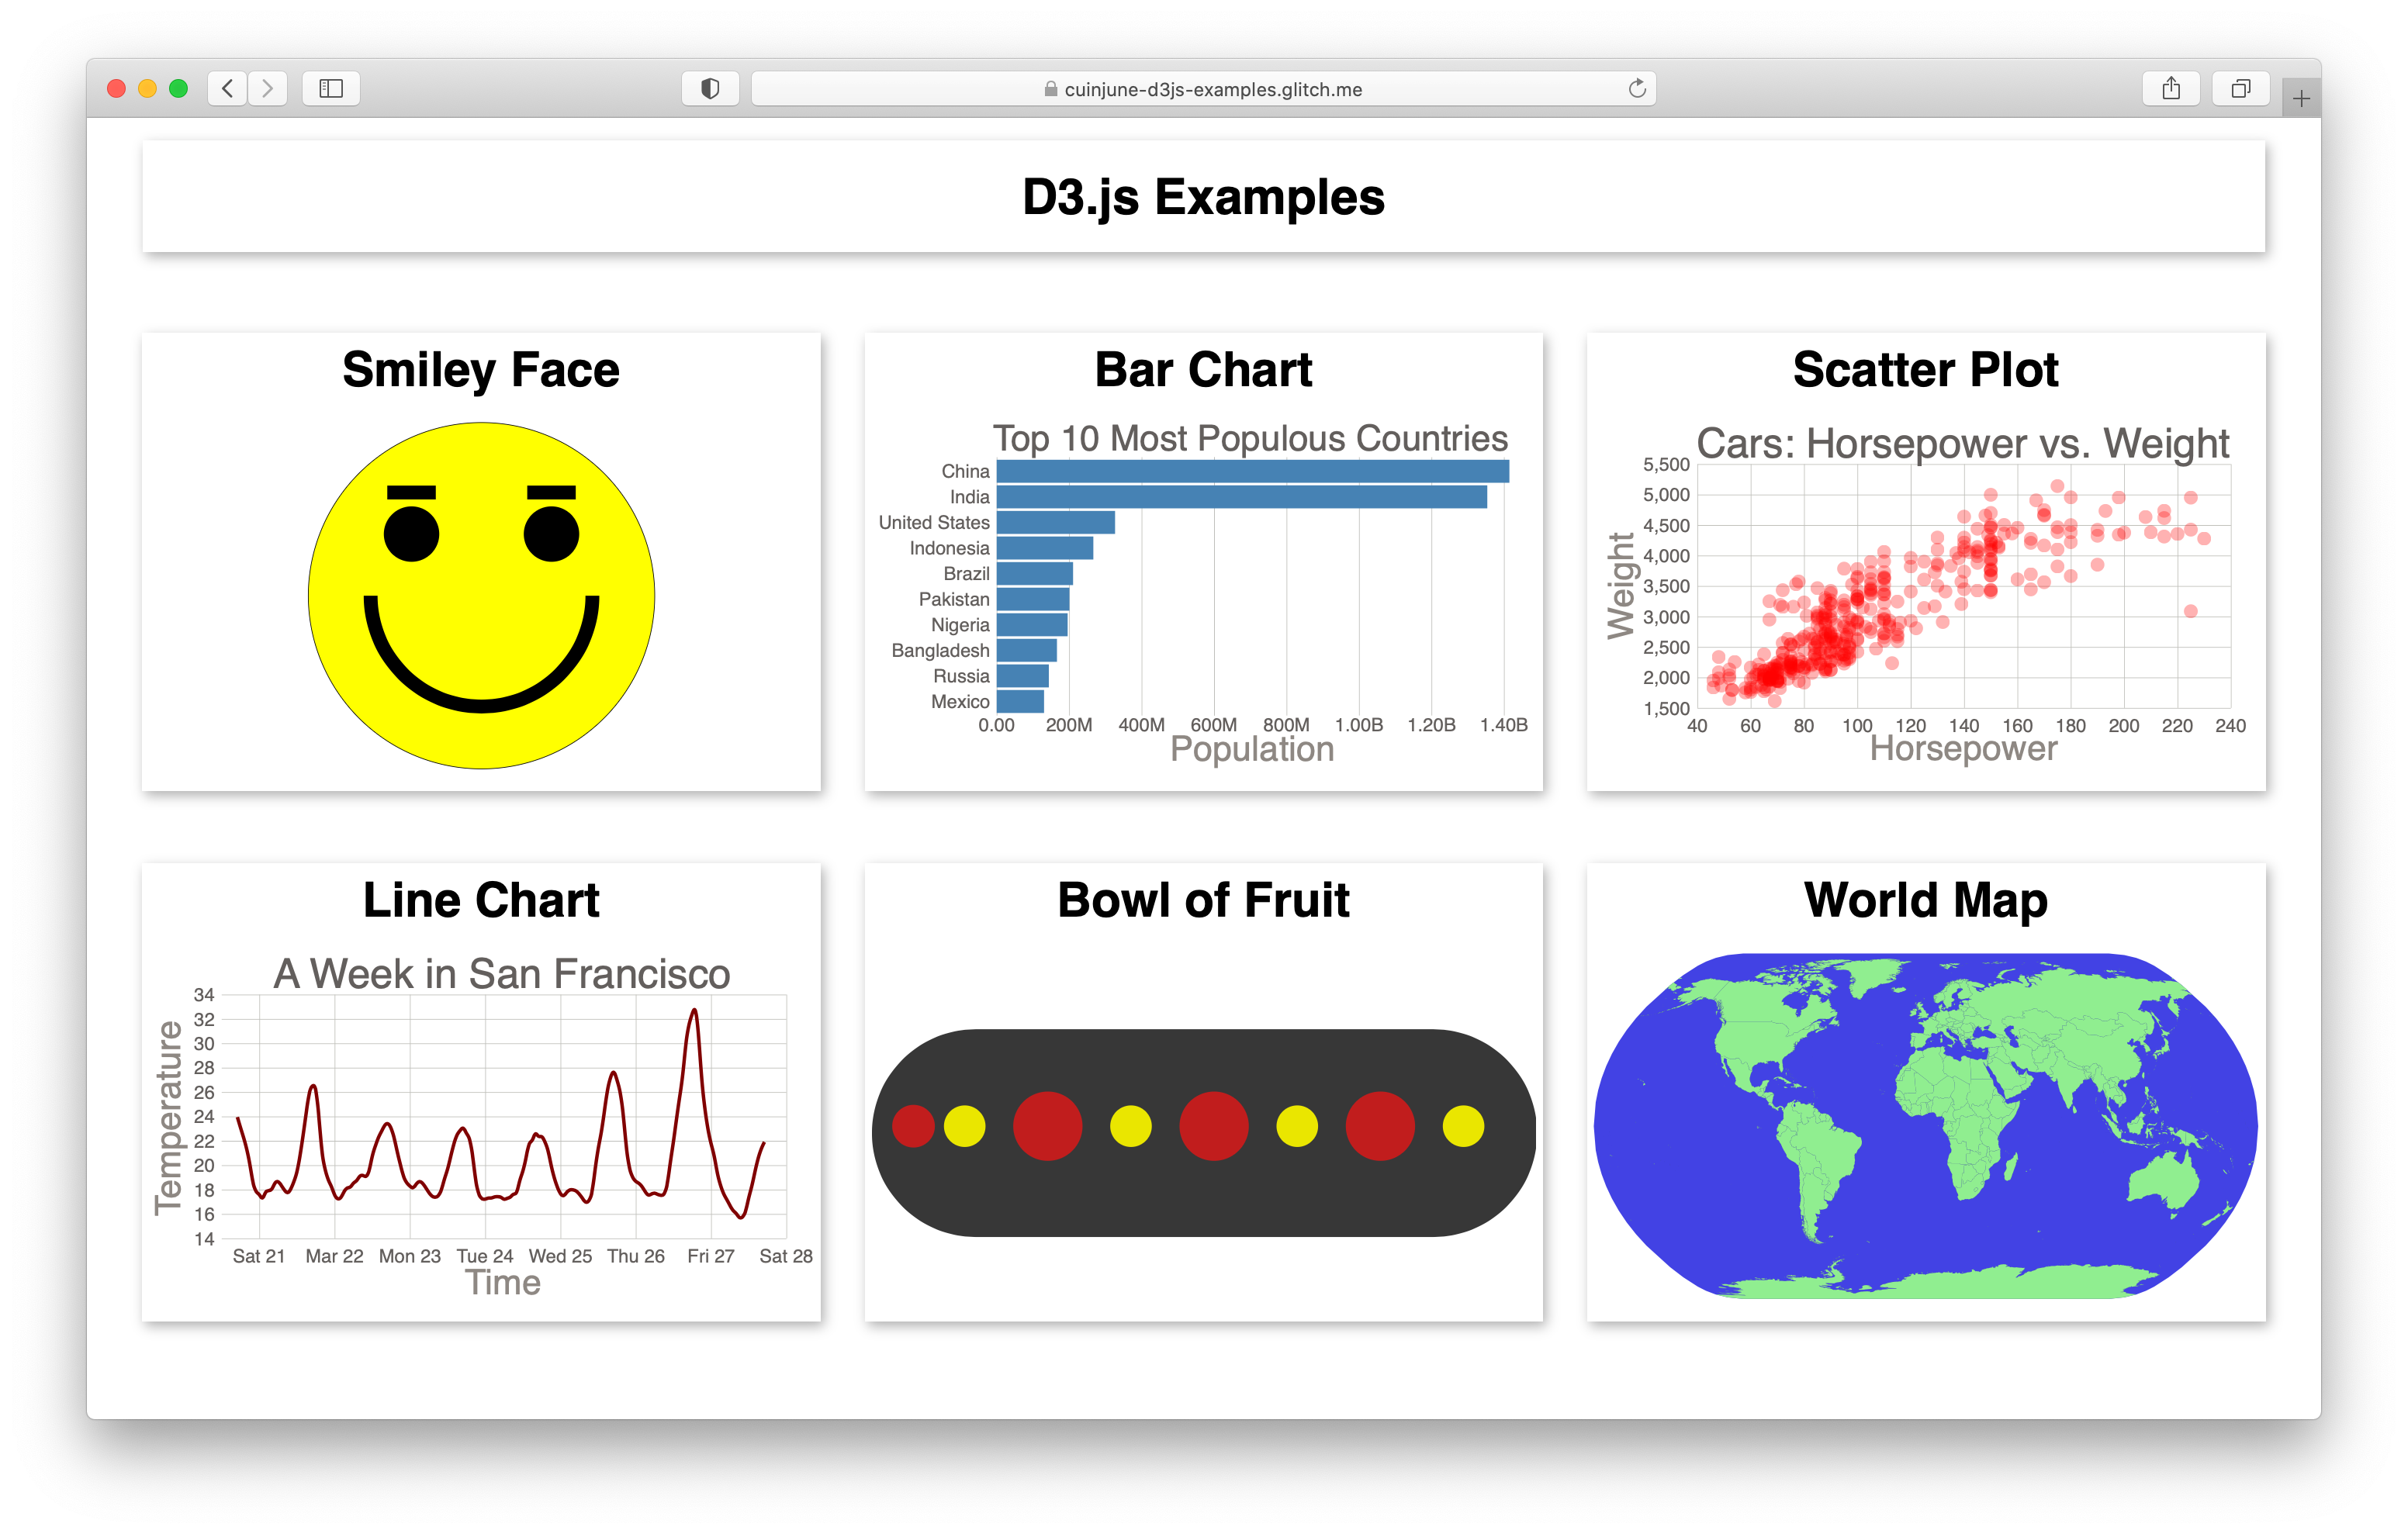 cuinjune-d3js-examples.glitch.me
D3.js Examples
Smiley Face
Bar Chart
Top 10 Most Populous Countries
China
India
United States
Indonesia
Brazil
Pakistan
Nigeria
Bangladesh
Russia
Mexico
0.00 200M 400M 600M 800M 1.00B 1.20B 1.40B
Population
Scatter Plot
Cars: Horsepower vs. Weight
Weight
5,500
5,000
4,500
4,000
3,500
3,000
2,500
2,000
1,500
40 60 80 100 120 140 160 180 200 220 240
Horsepower
Line Chart
A Week in San Francisco
Temperature
34
32
30
28
26
24
22
20
18
16
14
Sat 21 Mar 22 Mon 23 Tue 24 Wed 25 Thu 26 Fri 27 Sat 28
Time
Bowl of Fruit
World Map